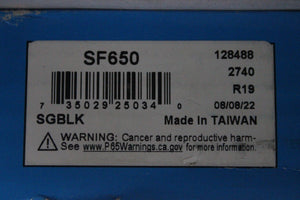 SF650
128488
2740
R19
7 35029 25034 0
08/08/22
SGBLK
Made In TAIWAN
WARNING: Cancer and reproductive harm-
See www.P65Warnings.ca.gov for more information.